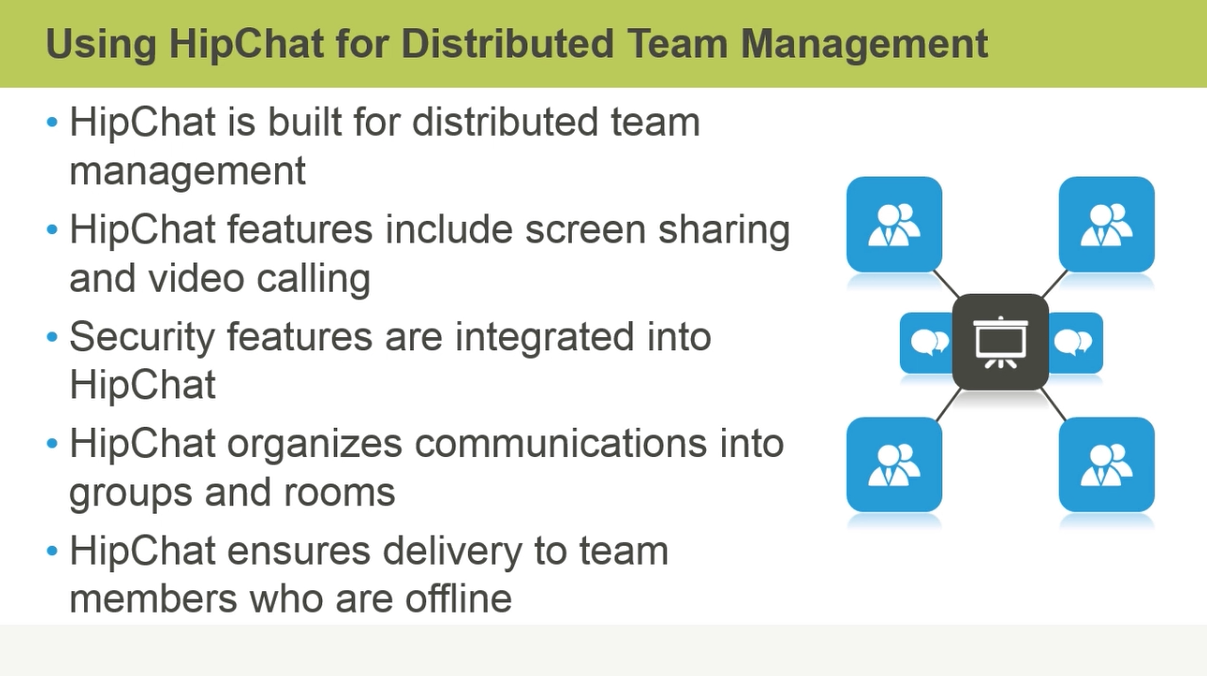 Using HipChat for Distributed Team Management
• HipChat is built for distributed team
management
• HipChat features include screen sharing
and video calling
• Security features are integrated into
HipChat
• HipChat organizes communications into
groups and rooms
• HipChat ensures delivery to team
members who are offline